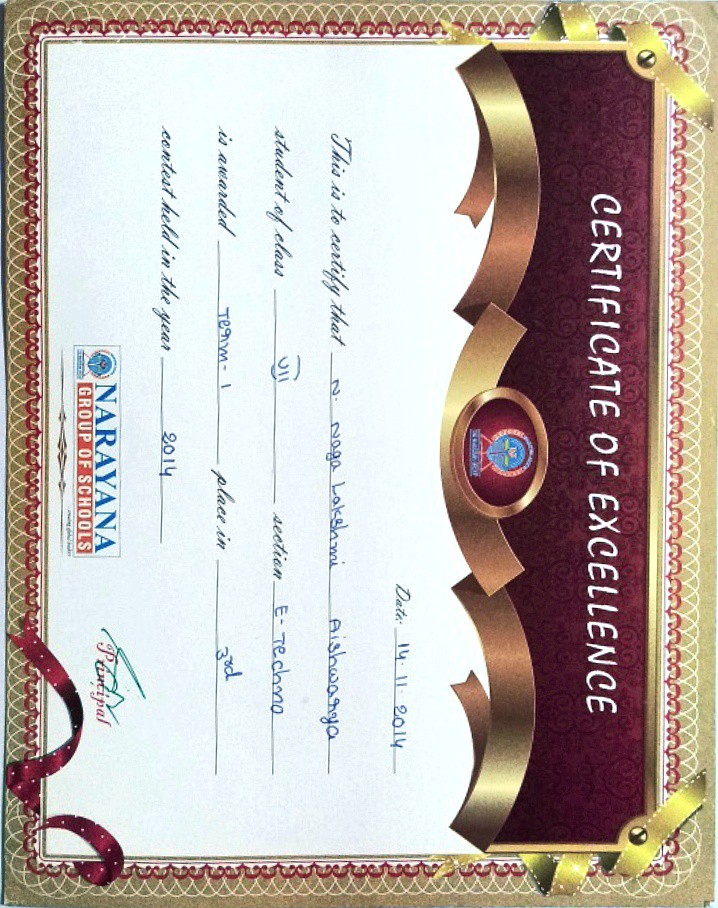 CERTIFICATE OF EXCELLENCE
Date: 14.11.2014
This is to certify that N. Naga Lakshmi Aishwarya
student of class VII section E-Techno
is awarded Term-1 place in 3rd
contest held in the year 2014
NARAYANA
GROUP OF SCHOOLS
...creating global leaders
Principal